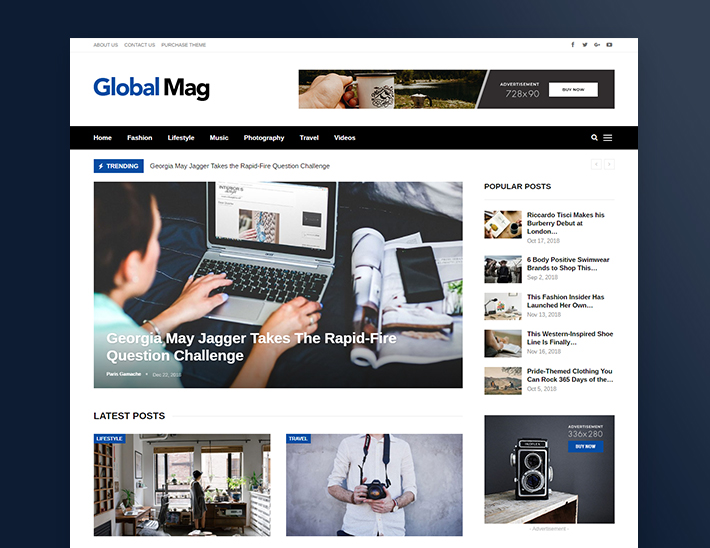 ABOUT US CONTACT US PURCHASE THEME
Global Mag
ADVERTISEMENT
728x90
BUY NOW
Home Fashion Lifestyle Music Photography Travel Videos
TRENDING
Georgia May Jagger Takes the Rapid-Fire Question Challenge
INTERIORS
Georgia May Jagger Takes The Rapid-Fire
Question Challenge
Paris Gamache • Dec 22, 2018
POPULAR POSTS
Riccardo Tisci Makes his
Burberry Debut at
London…
Oct 17, 2018
6 Body Positive Swimwear
Brands to Shop This…
Sep 2, 2018
This Fashion Insider Has
Launched Her Own…
Nov 13, 2018
This Western-Inspired Shoe
Line Is Finally…
Nov 16, 2018
Pride-Themed Clothing You
Can Rock 365 Days of the…
Oct 5, 2018
LATEST POSTS
LIFESTYLE
TRAVEL
ADVERTISEMENT
336x280
BUY NOW
- Advertisement -